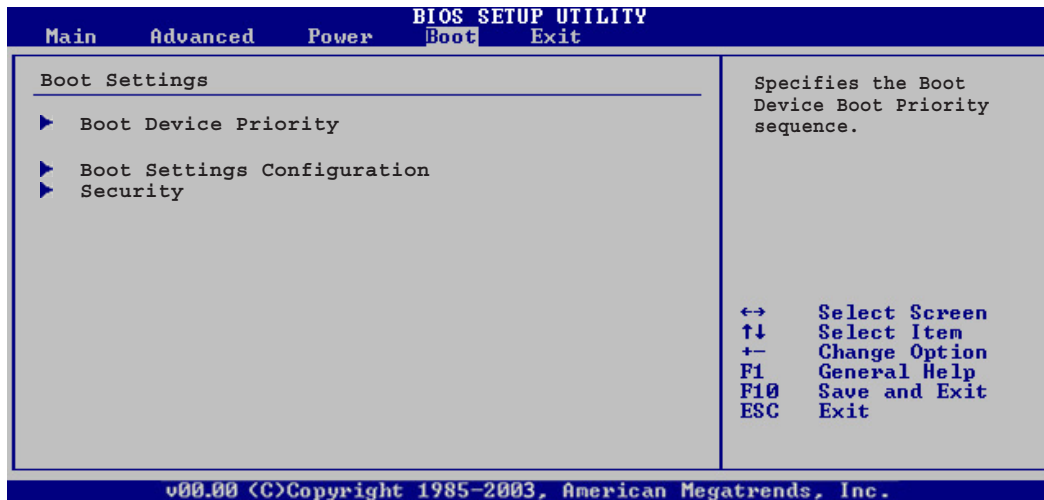 BIOS SETUP UTILITY
Main Advanced Power Boot Exit
Boot Settings
Boot Device Priority
Boot Settings Configuration
Security
Specifies the Boot
Device Boot Priority
sequence.
←→ Select Screen
↑↓ Select Item
+- Change Option
F1 General Help
F10 Save and Exit
ESC Exit
v00.00 (C)Copyright 1985-2003, American Megatrends, Inc.